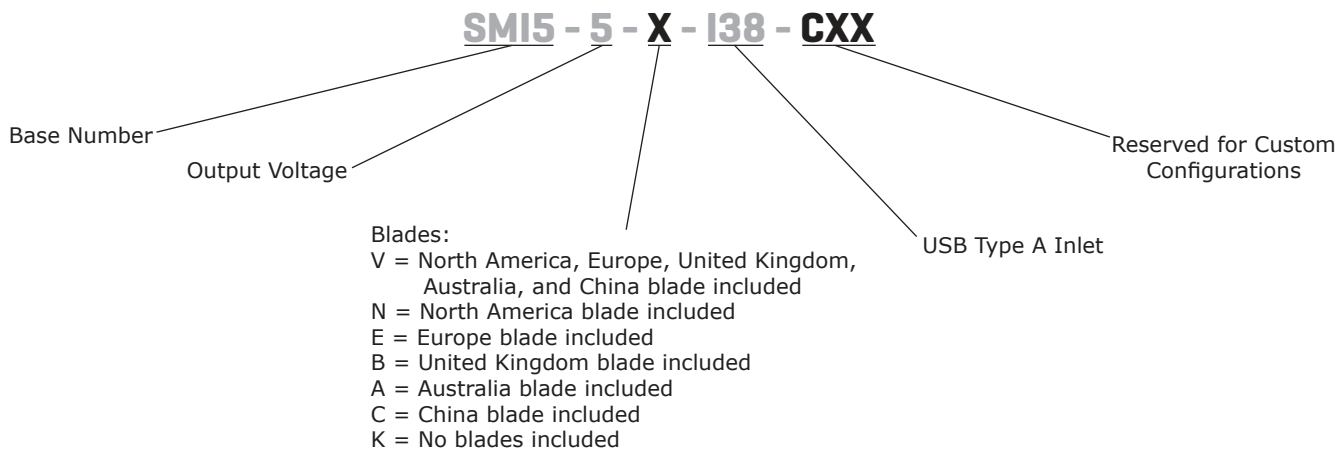 SMI5 - 5 - X - I38 - CXX
Base Number
Output Voltage
Reserved for Custom
Configurations
USB Type A Inlet
Blades:
V = North America, Europe, United Kingdom,
Australia, and China blade included
N = North America blade included
E = Europe blade included
B = United Kingdom blade included
A = Australia blade included
C = China blade included
K = No blades included